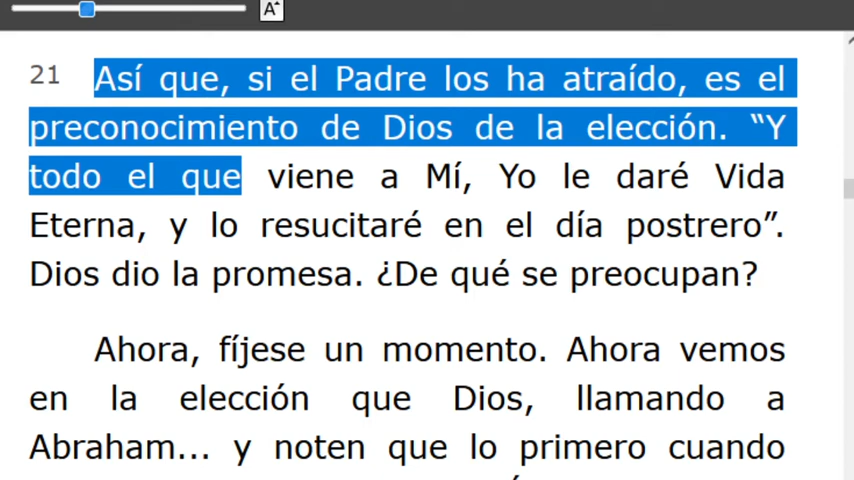 A
21 Así que, si el Padre los ha atraído, es el
preconocimiento de Dios de la elección. “Y
todo el que viene a Mí, Yo le daré Vida
Eterna, y lo resucitaré en el día postrero”.
Dios dio la promesa. ¿De qué se preocupan?
Ahora, fíjese un momento. Ahora vemos
en la elección que Dios, llamando a
Abraham... y noten que lo primero cuando